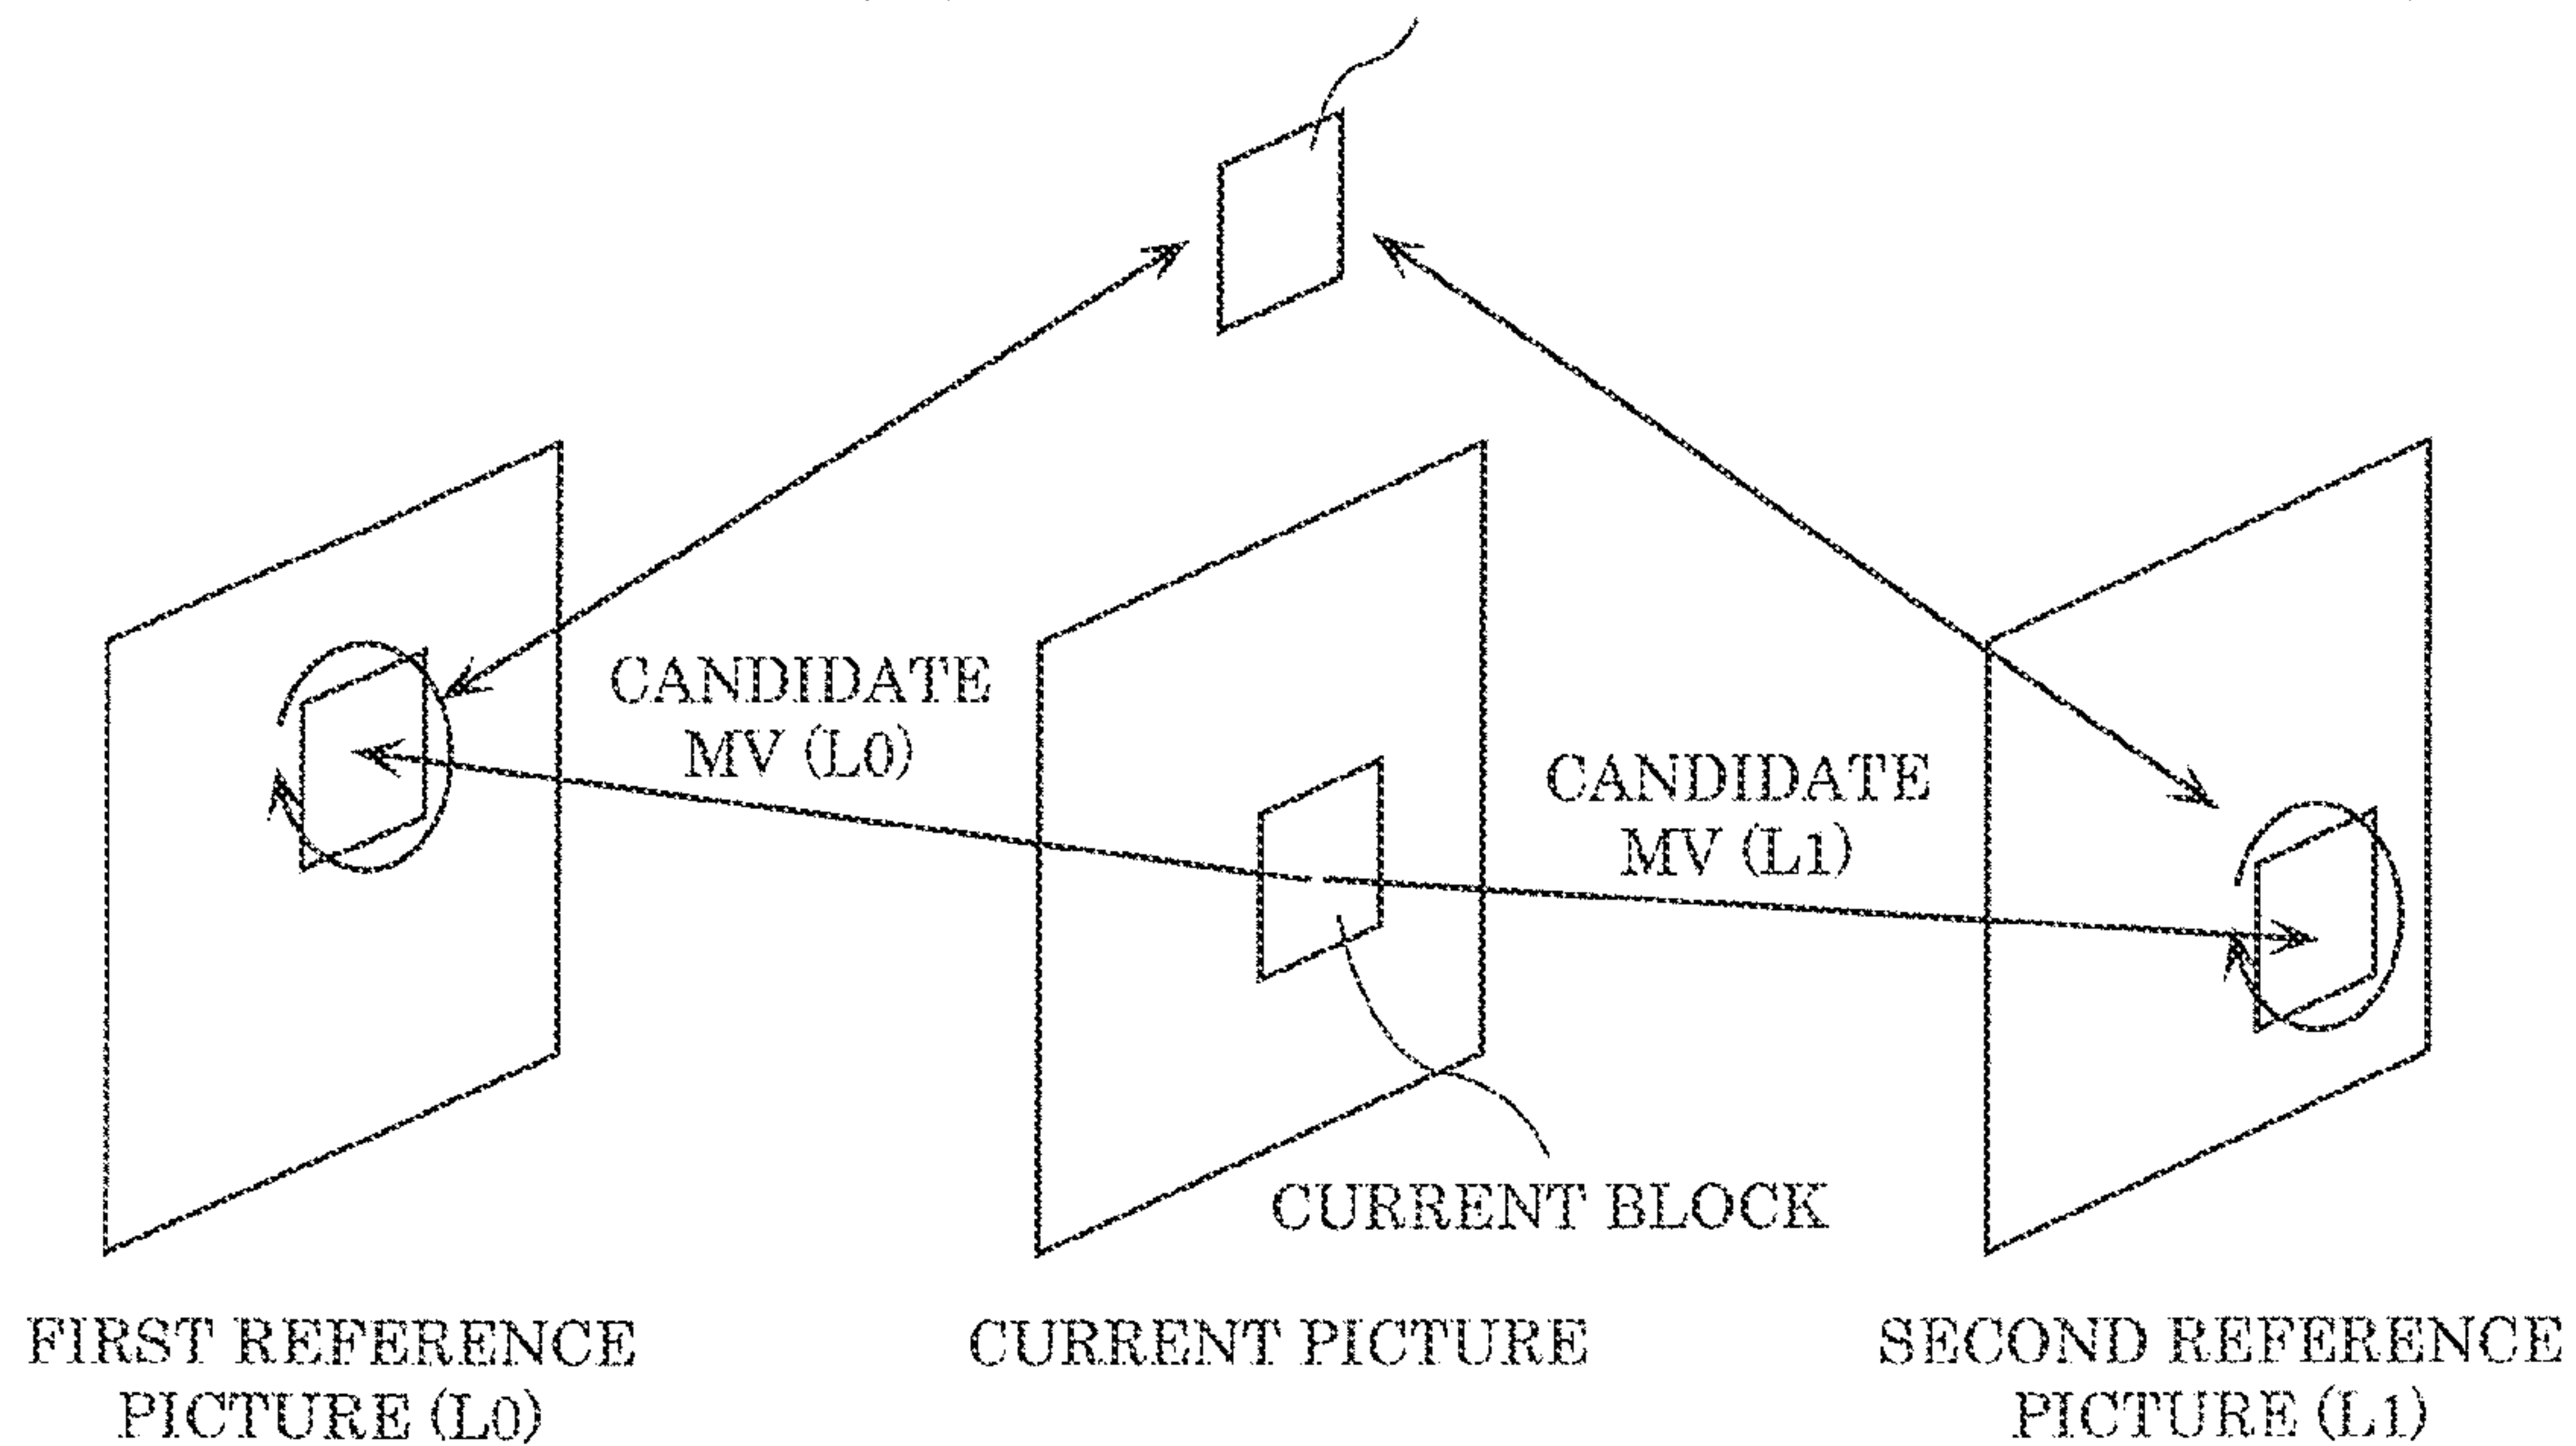 CANDIDATE
MV (L0)
CANDIDATE
MV (L1)
CURRENT BLOCK
FIRST REFERENCE
PICTURE (L0)
CURRENT PICTURE
SECOND REFERENCE
PICTURE (L1)